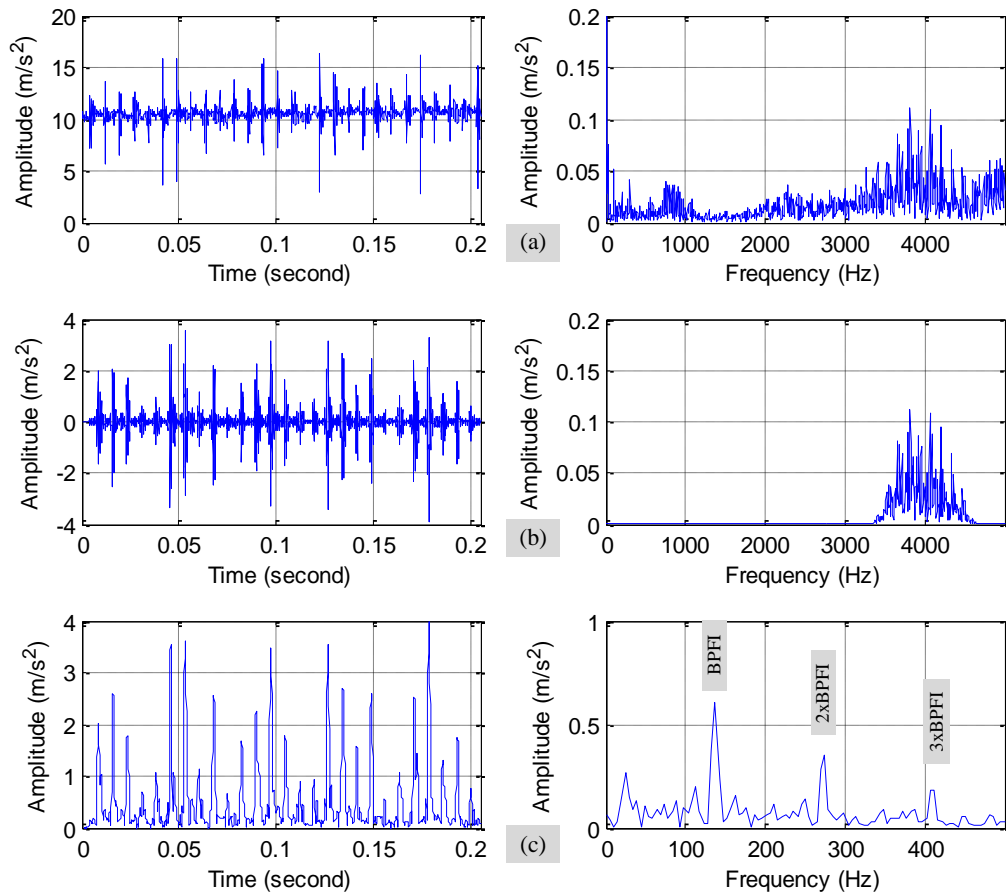 Amplitude (m/s²)
20
15
10
5
0
0 0.05 0.1 0.15 0.2
Time (second)
(a)
Amplitude (m/s²)
0.2
0.15
0.1
0.05
0
0 1000 2000 3000 4000
Frequency (Hz)
Amplitude (m/s²)
4
2
0
-2
-4
0 0.05 0.1 0.15 0.2
Time (second)
(b)
Amplitude (m/s²)
0.2
0.15
0.1
0.05
0
0 1000 2000 3000 4000
Frequency (Hz)
Amplitude (m/s²)
4
3
2
1
0
0 0.05 0.1 0.15 0.2
Time (second)
(c)
Amplitude (m/s²)
1
0.5
0
BPFI
2xBPFI
3xBPFI
0 100 200 300 400
Frequency (Hz)